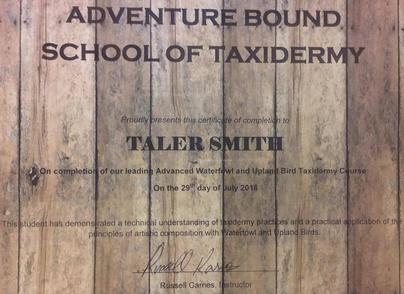 ADVENTURE BOUND
SCHOOL OF TAXIDERMY
Proudly presents this certificate of completion to
TALER SMITH
On completion of our leading Advanced Waterfowl and Upland Bird Taxidermy Course
On the 29th day of July 2016
This student has demonstrated a technical understanding of taxidermy practices and a practical application of the
principles of artistic composition with Waterfowl and Upland Birds.
Russell Carnes, Instructor